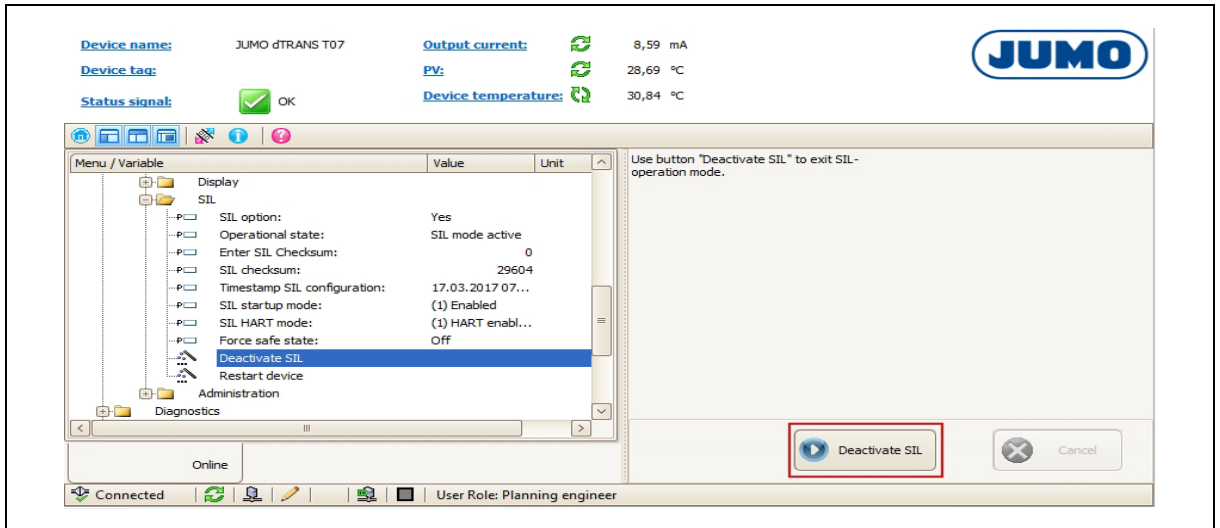 Device name: JUMO dTRANS T07 Output current: 8,59 mA
JUMO
Device tag: PV: 28,69 °C
Status signal: OK Device temperature: 30,84 °C
Menu / Variable Value Unit
Use button "Deactivate SIL" to exit SIL-
operation mode.
Display
SIL
SIL option: Yes
Operational state: SIL mode active
Enter SIL Checksum: 0
SIL checksum: 29604
Timestamp SIL configuration: 17.03.2017 07...
SIL startup mode: (1) Enabled
SIL HART mode: (1) HART enabl...
Force safe state: Off
Deactivate SIL
Restart device
Administration
Diagnostics
Deactivate SIL Cancel
Online
Connected User Role: Planning engineer